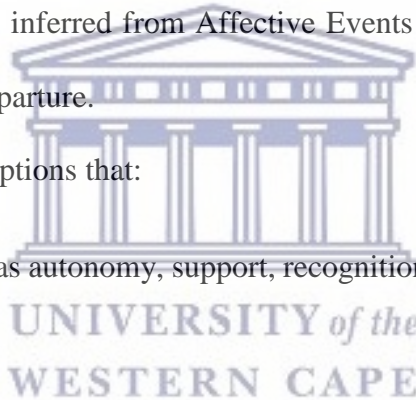 inferred from Affective Events
parture.
ptions that:
as autonomy, support, recognition
UNIVERSITY of the
WESTERN CAPE